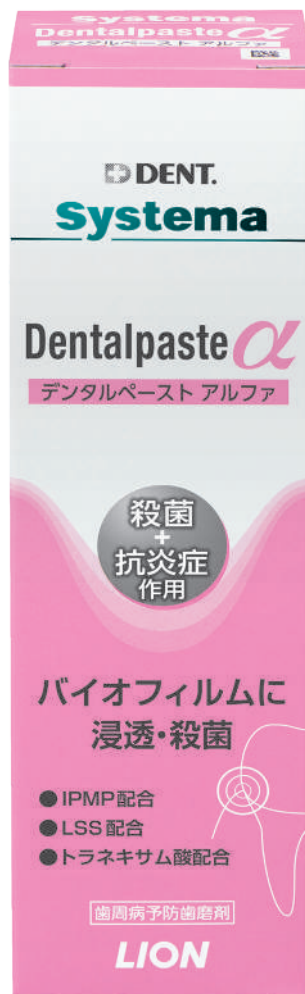 Systema
Dentalpaste α
デンタルペースト アルファ
DENT.
Systema
Dentalpaste α
デンタルペースト アルファ
殺菌
+
抗炎症
作用
バイオフィルムに
浸透・殺菌
●IPMP配合
●LSS配合
●トラネキサム酸配合
歯周病予防歯磨剤
LION